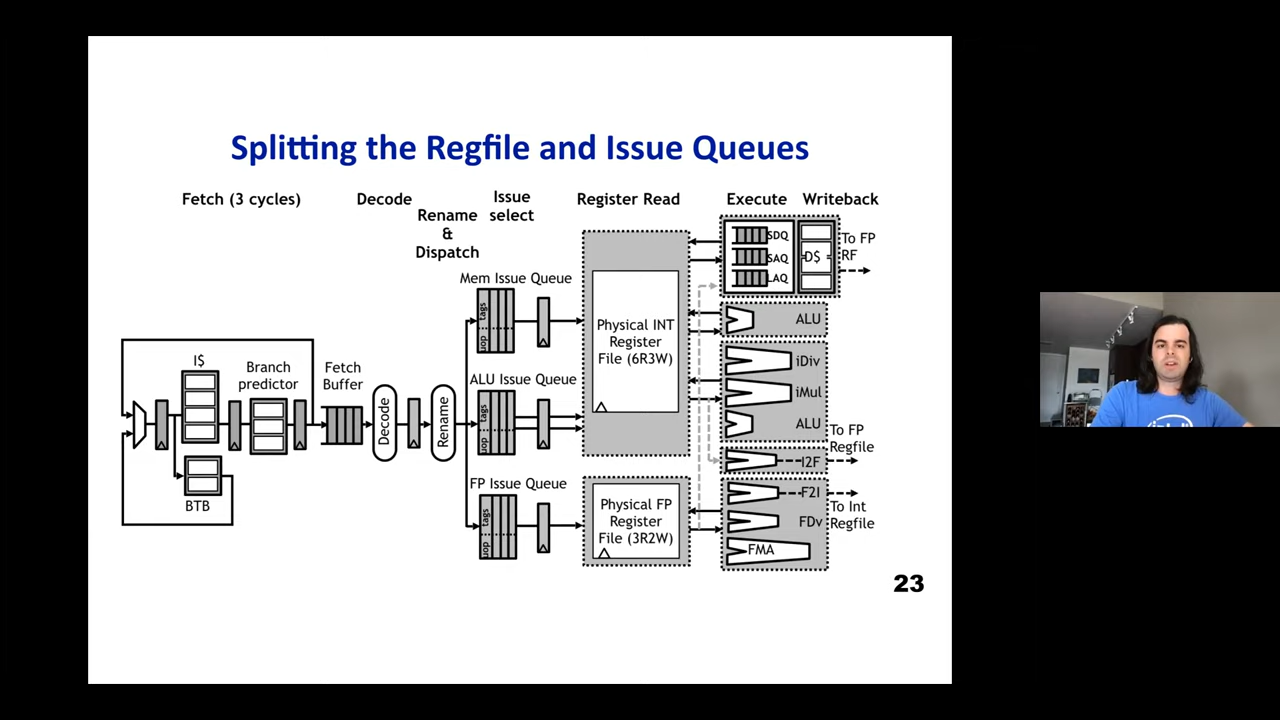 Splitting the Regfile and Issue Queues
Fetch (3 cycles)
Decode
Rename
&
Dispatch
Issue
select
Register Read
Execute
Writeback
I$
BTB
Branch
predictor
Fetch
Buffer
Decode
Rename
Mem Issue Queue
tags
uop
ALU Issue Queue
tags
uop
FP Issue Queue
tags
uop
Physical INT
Register
File (6R3W)
Physical FP
Register
File (3R2W)
SDQ
SAQ
LAQ
D$
To FP
RF
ALU
iDiv
iMul
ALU
I2F
To FP
Regfile
F2I
FDv
FMA
To Int
Regfile
23